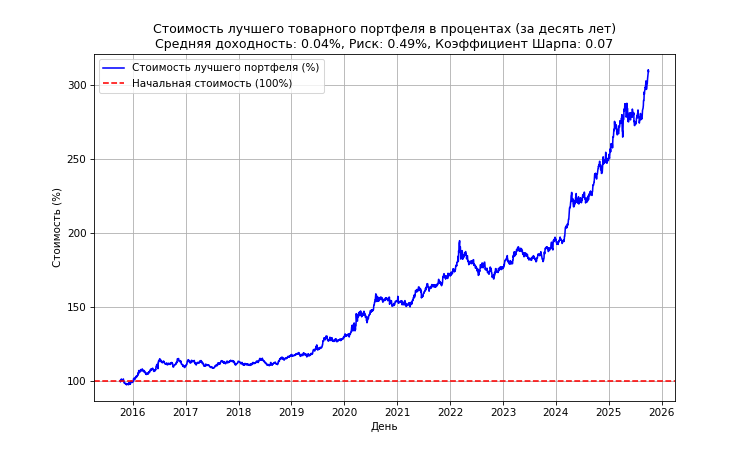 Стоимость лучшего товарного портфеля в процентах (за десять лет)
Средняя доходность: 0.04%, Риск: 0.49%, Коэффициент Шарпа: 0.07
Стоимость лучшего портфеля (%)
Начальная стоимость (100%)
Стоимость (%)
300
250
200
150
100
2016 2017 2018 2019 2020 2021 2022 2023 2024 2025 2026
День